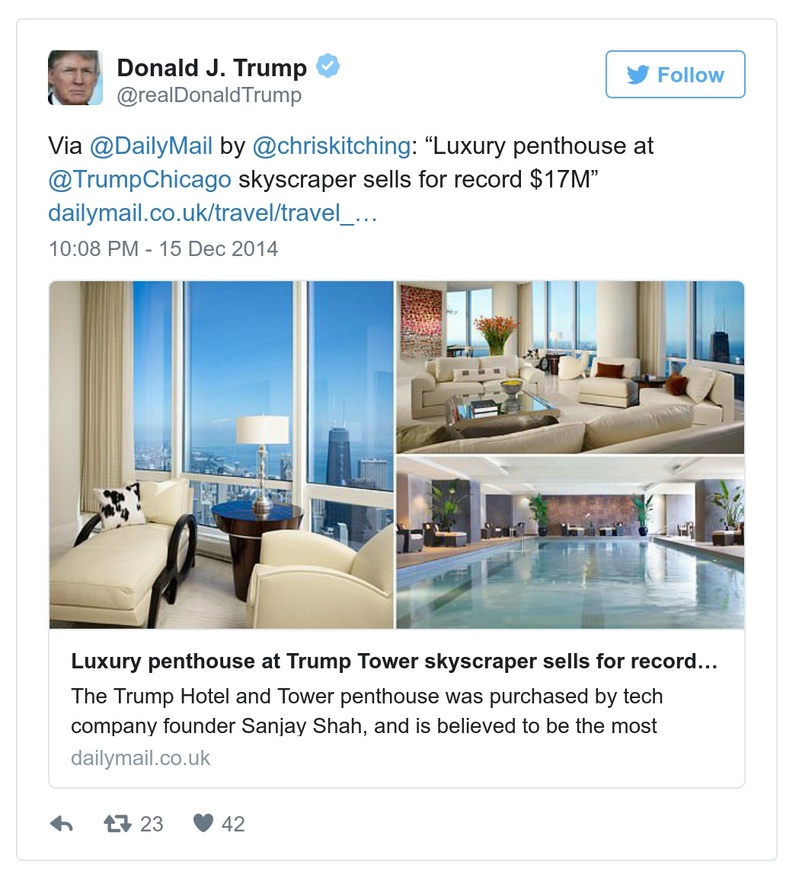 Donald J. Trump
Follow
@realDonaldTrump
Via @DailyMail by @chriskitching: “Luxury penthouse at
@TrumpChicago skyscraper sells for record $17M”
dailymail.co.uk/travel/travel_…
10:08 PM - 15 Dec 2014
Luxury penthouse at Trump Tower skyscraper sells for record…
The Trump Hotel and Tower penthouse was purchased by tech
company founder Sanjay Shah, and is believed to be the most
dailymail.co.uk
23 42